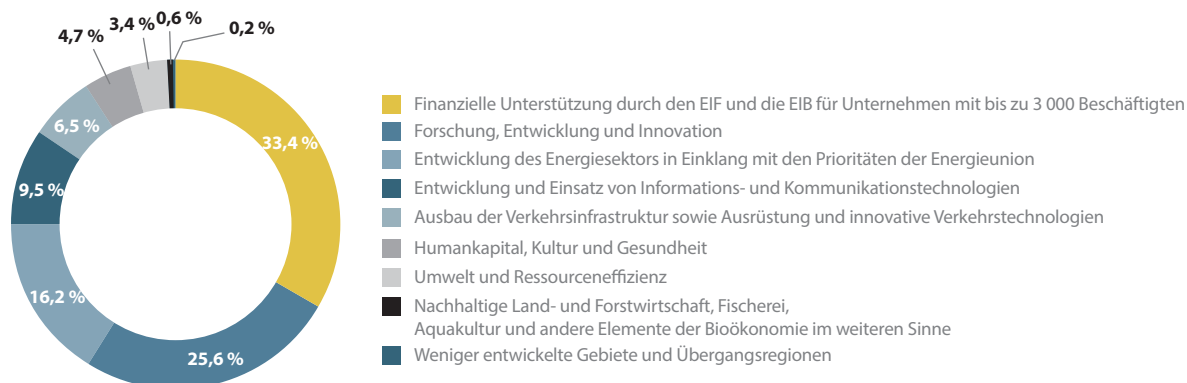 4,7 %
3,4 %
0,6 %
0,2 %
6,5 %
33,4 %
9,5 %
16,2 %
25,6 %
Finanzielle Unterstützung durch den EIF und die EIB für Unternehmen mit bis zu 3 000 Beschäftigten
Forschung, Entwicklung und Innovation
Entwicklung des Energiesektors in Einklang mit den Prioritäten der Energieunion
Entwicklung und Einsatz von Informations- und Kommunikationstechnologien
Ausbau der Verkehrsinfrastruktur sowie Ausrüstung und innovative Verkehrstechnologien
Humankapital, Kultur und Gesundheit
Umwelt und Ressourceneffizienz
Nachhaltige Land- und Forstwirtschaft, Fischerei,
Aquakultur und andere Elemente der Bioökonomie im weiteren Sinne
Weniger entwickelte Gebiete und Übergangsregionen